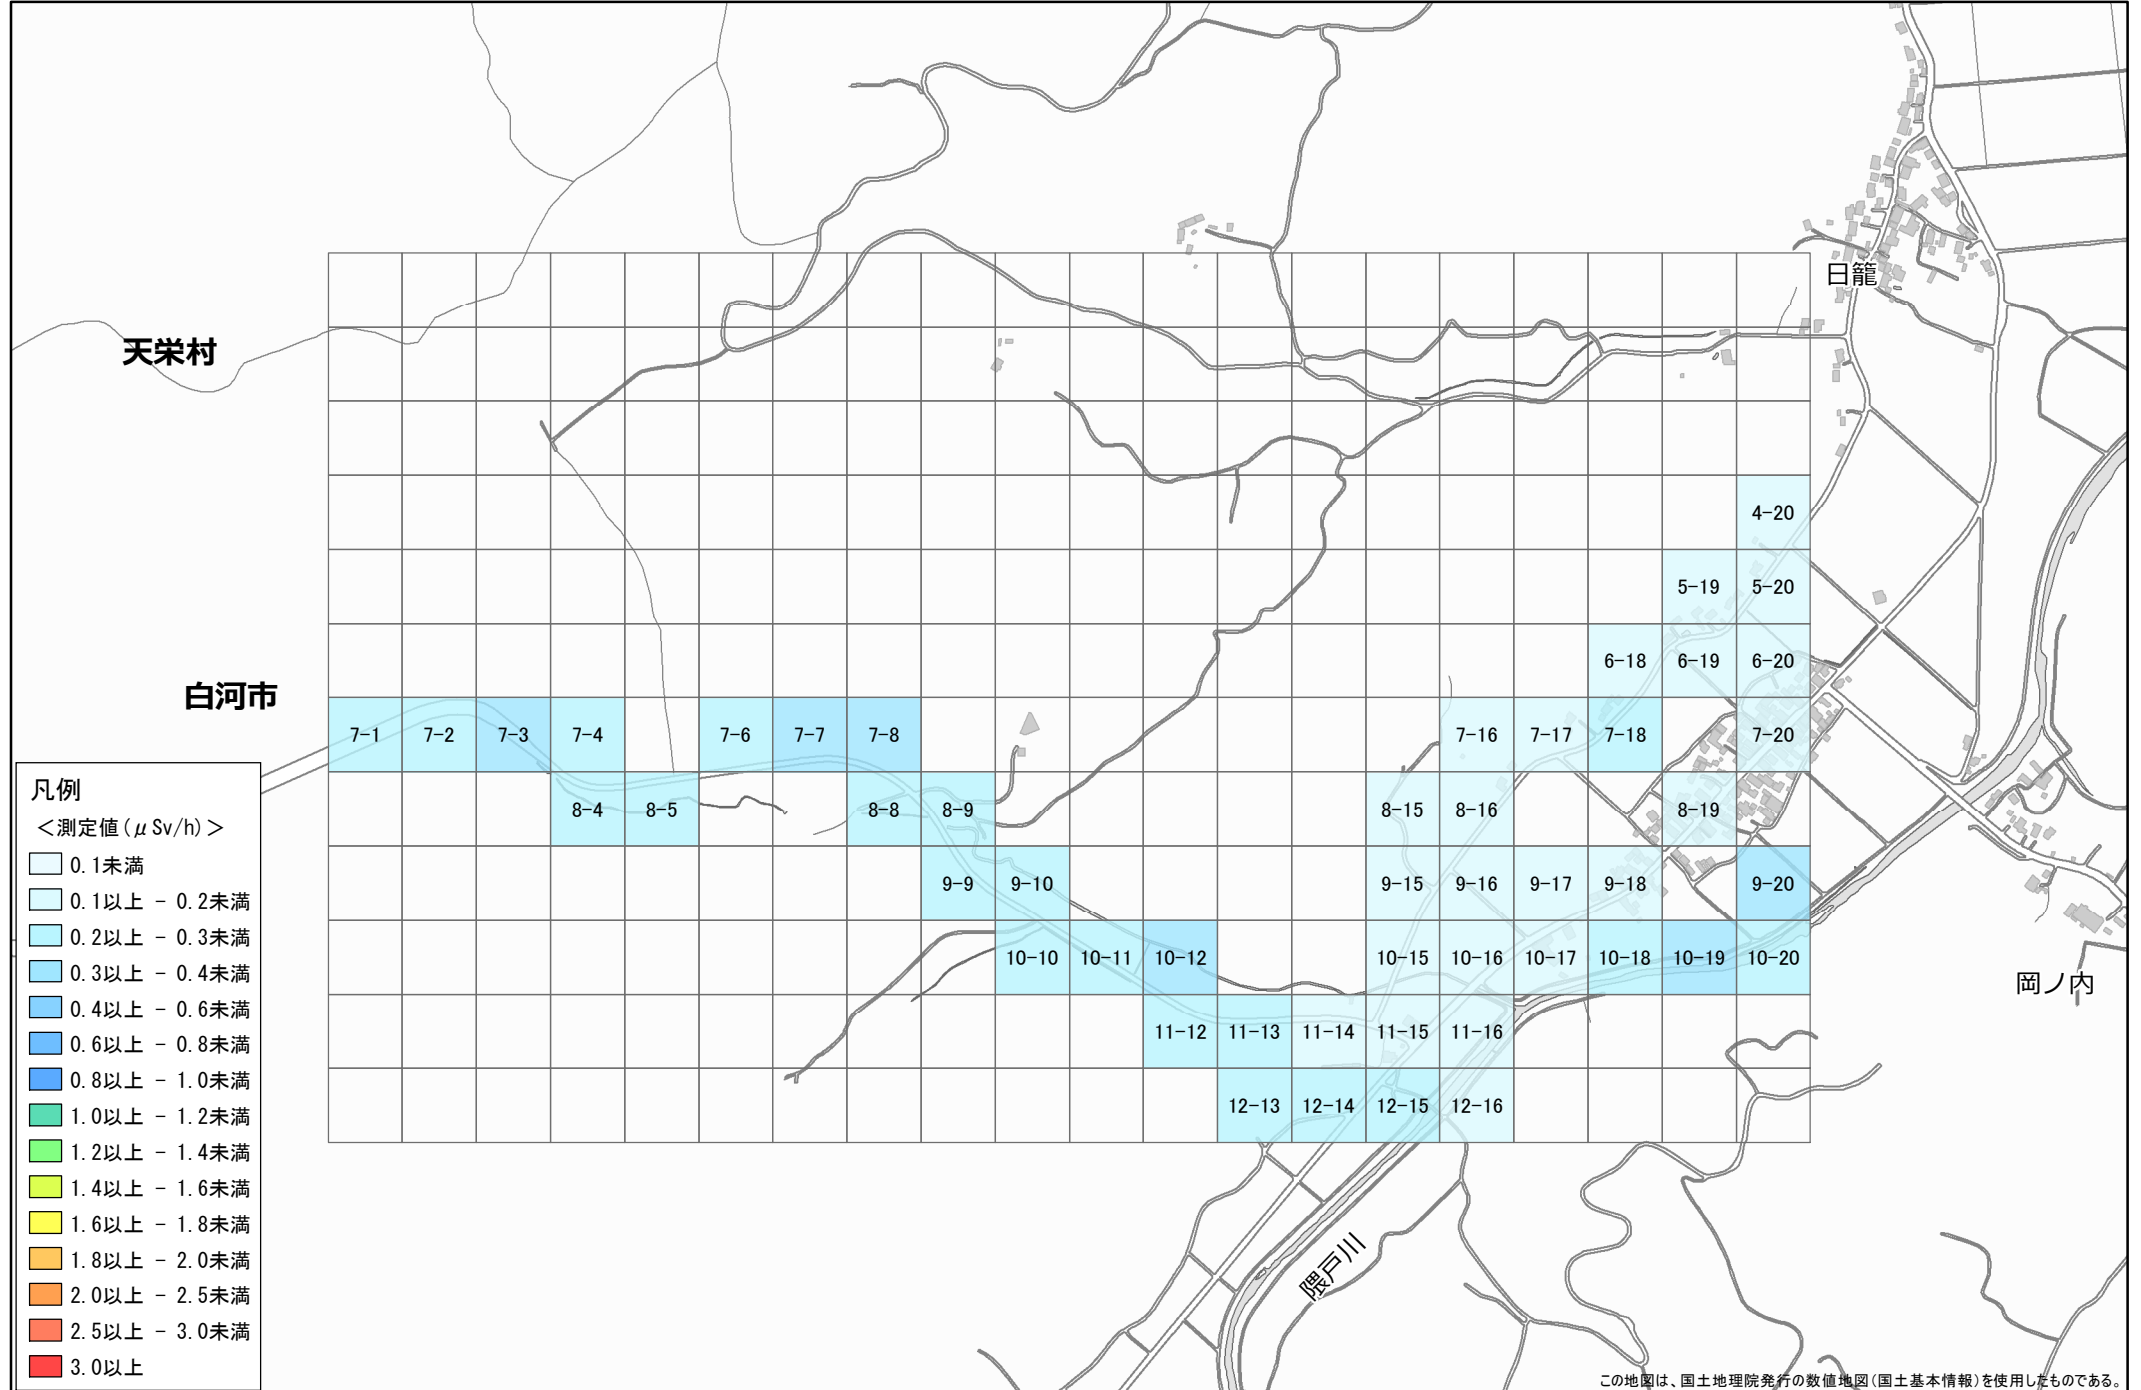 日籠
天栄村
4-20
5-19 5-20
6-18 6-19 6-20
白河市
7-1 7-2 7-3 7-4 7-6 7-7 7-8 7-16 7-17 7-18 7-20
8-4 8-5 8-8 8-9 8-15 8-16 8-19
9-9 9-10 9-15 9-16 9-17 9-18 9-20
10-10 10-11 10-12 10-15 10-16 10-17 10-18 10-19 10-20
岡ノ内
11-12 11-13 11-14 11-15 11-16
12-13 12-14 12-15 12-16
隈戸川
凡例
＜測定値(μSv/h)＞
0.1未満
0.1以上 - 0.2未満
0.2以上 - 0.3未満
0.3以上 - 0.4未満
0.4以上 - 0.6未満
0.6以上 - 0.8未満
0.8以上 - 1.0未満
1.0以上 - 1.2未満
1.2以上 - 1.4未満
1.4以上 - 1.6未満
1.6以上 - 1.8未満
1.8以上 - 2.0未満
2.0以上 - 2.5未満
2.5以上 - 3.0未満
3.0以上
この地図は、国土地理院発行の数値地図(国土基本情報)を使用したものである。